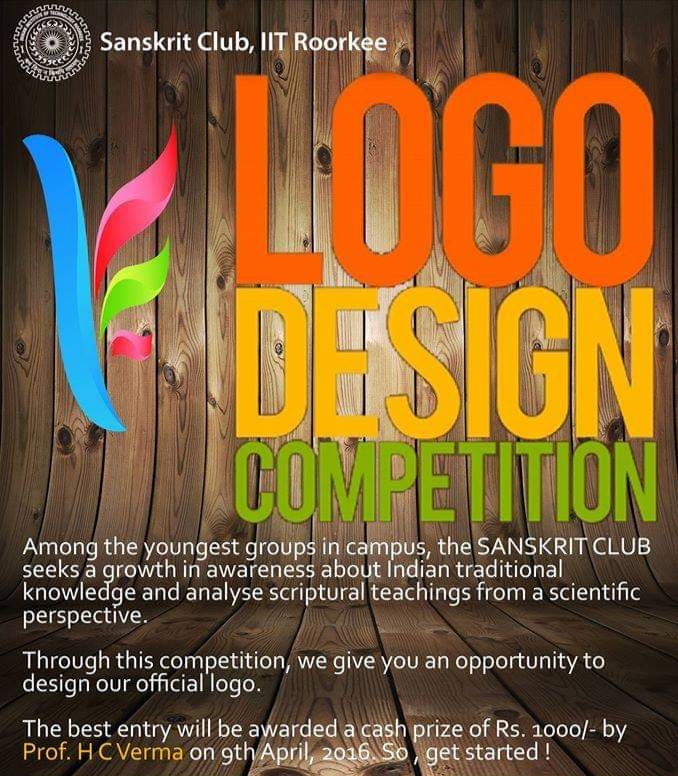 Sanskrit Club, IIT Roorkee
LOGO
DESIGN
COMPETITION
Among the youngest groups in campus, the SANSKRIT CLUB
seeks a growth in awareness about Indian traditional
knowledge and analyse scriptural teachings from a scientific
perspective.
Through this competition, we give you an opportunity to
design our official logo.
The best entry will be awarded a cash prize of Rs. 1000/- by
Prof. H C Verma on 9th April, 2016. So , get started !